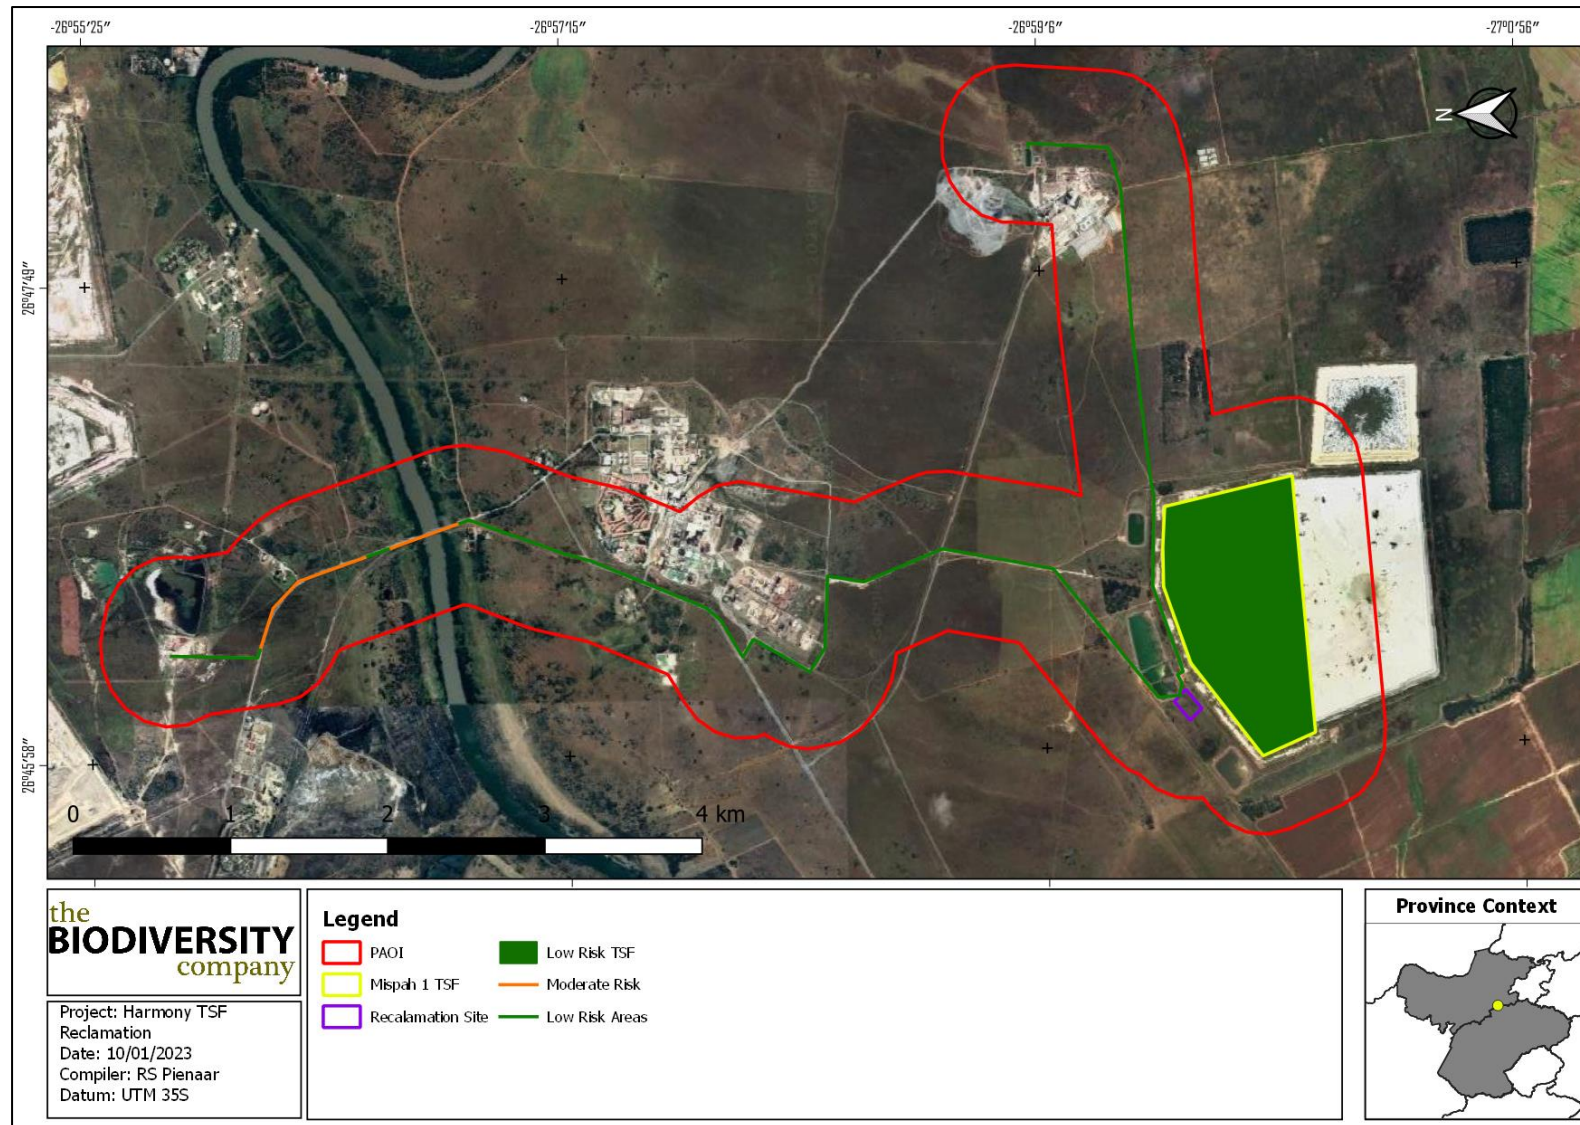 -26°55'25"
-26°57'15"
-26°59'6"
-27°0'56"
N
26°47'49"
26°45'58"
0 1 2 3 4 km
the
BIODIVERSITY
company
Project: Harmony TSF
Reclamation
Date: 10/01/2023
Compiler: RS Pienaar
Datum: UTM 35S
Legend
PAOI
Low Risk TSF
Mispah 1 TSF
Moderate Risk
Recalamation Site
Low Risk Areas
Province Context